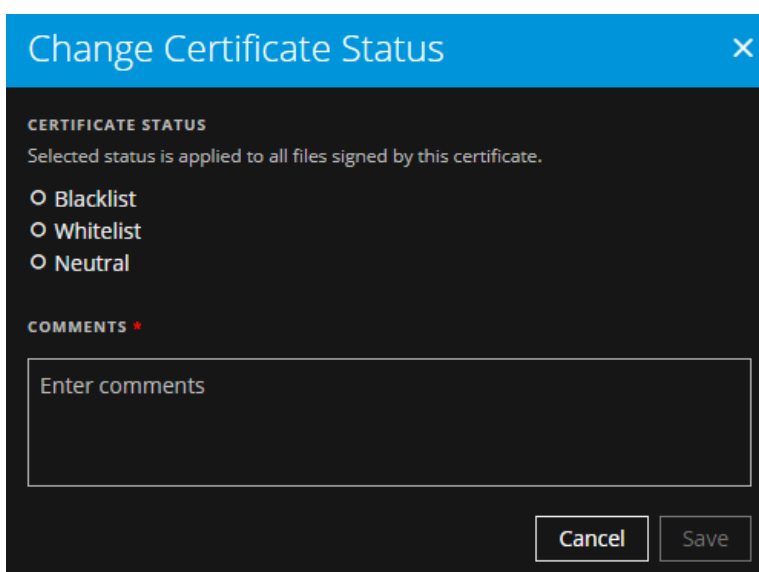 Change Certificate Status
CERTIFICATE STATUS
Selected status is applied to all files signed by this certificate.
Blacklist
Whitelist
Neutral
COMMENTS *
Enter comments
Cancel Save